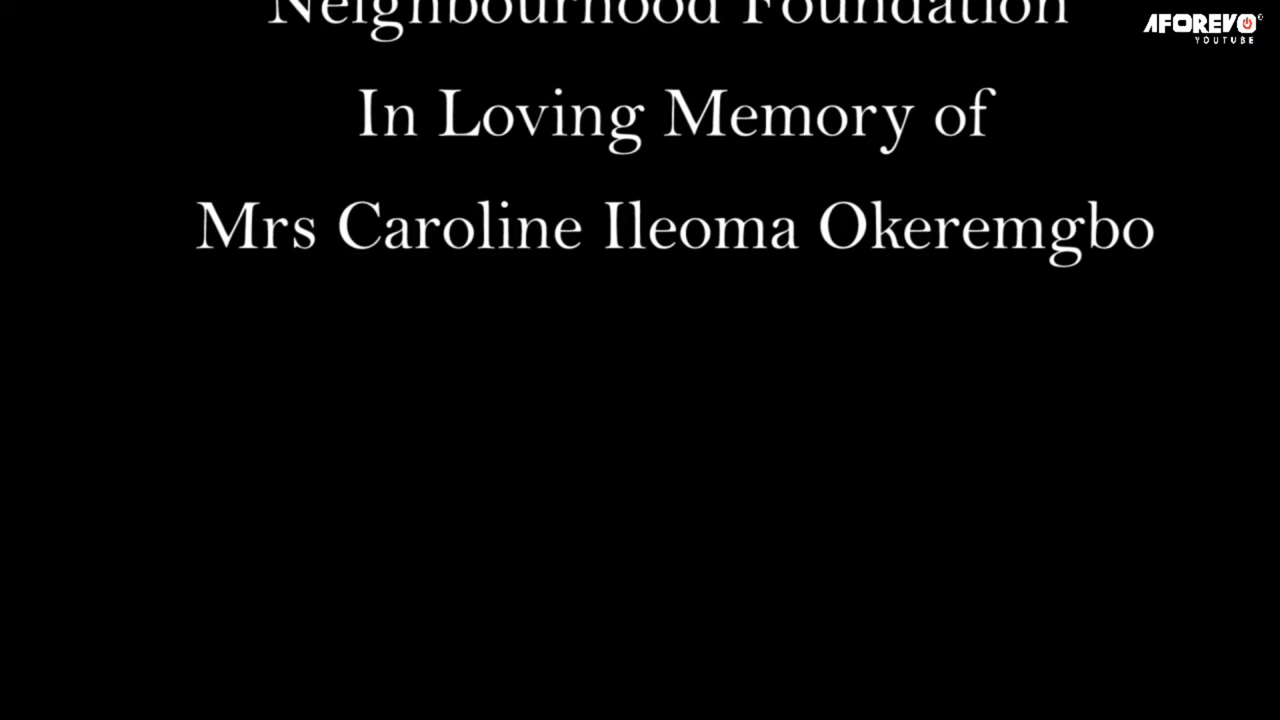 Neighbourhood Foundation
In Loving Memory of
Mrs Caroline Ileoma Okeremgbo
AFOREVO
YOUTUBE